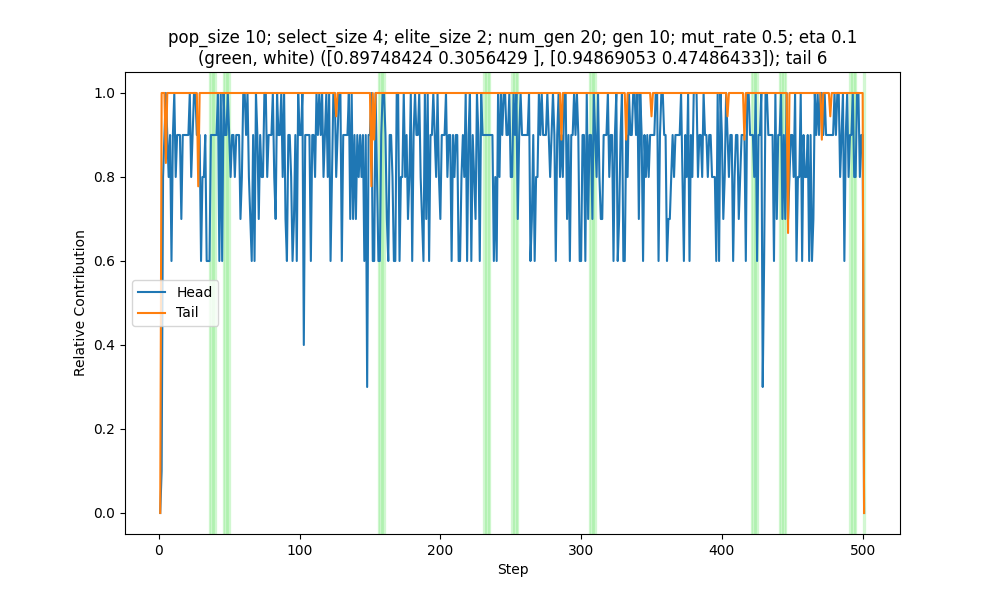 pop_size 10; select_size 4; elite_size 2; num_gen 20; gen 10; mut_rate 0.5; eta 0.1
(green, white) ([0.89748424 0.3056429 ], [0.94869053 0.47486433]); tail 6
1.0
0.8
0.6
0.4
0.2
0.0
Relative Contribution
Head
Tail
0 100 200 300 400 500
Step